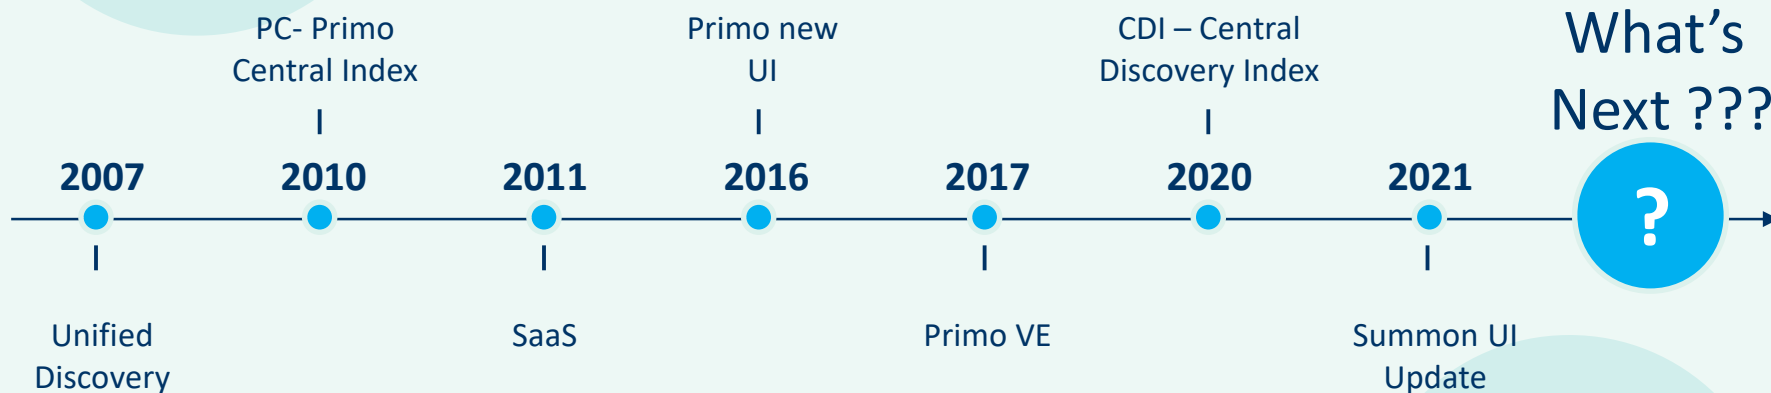 PC- Primo
Central Index
Primo new
UI
CDI – Central
Discovery Index
What's
Next ???
2007
2010
2011
2016
2017
2020
2021
?
Unified
Discovery
SaaS
Primo VE
Summon UI
Update